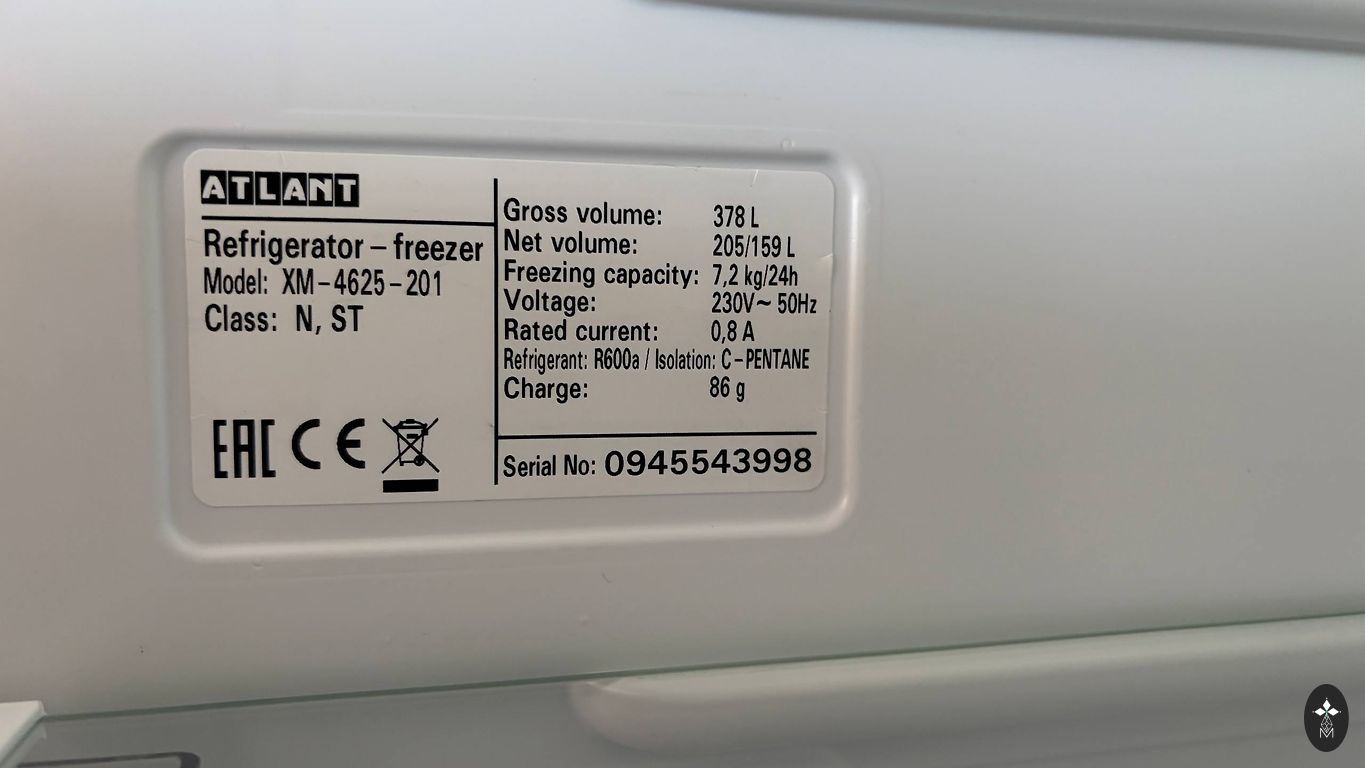 ATLANT
Refrigerator – freezer
Model: XM – 4625 – 201
Class: N, ST
EAC CE
Gross volume: 378 L
Net volume: 205/159 L
Freezing capacity: 7,2 kg/24h
Voltage: 230V~ 50Hz
Rated current: 0,8 A
Refrigerant: R600a / Isolation: C – PENTANE
Charge: 86 g
Serial No: 0945543998
M